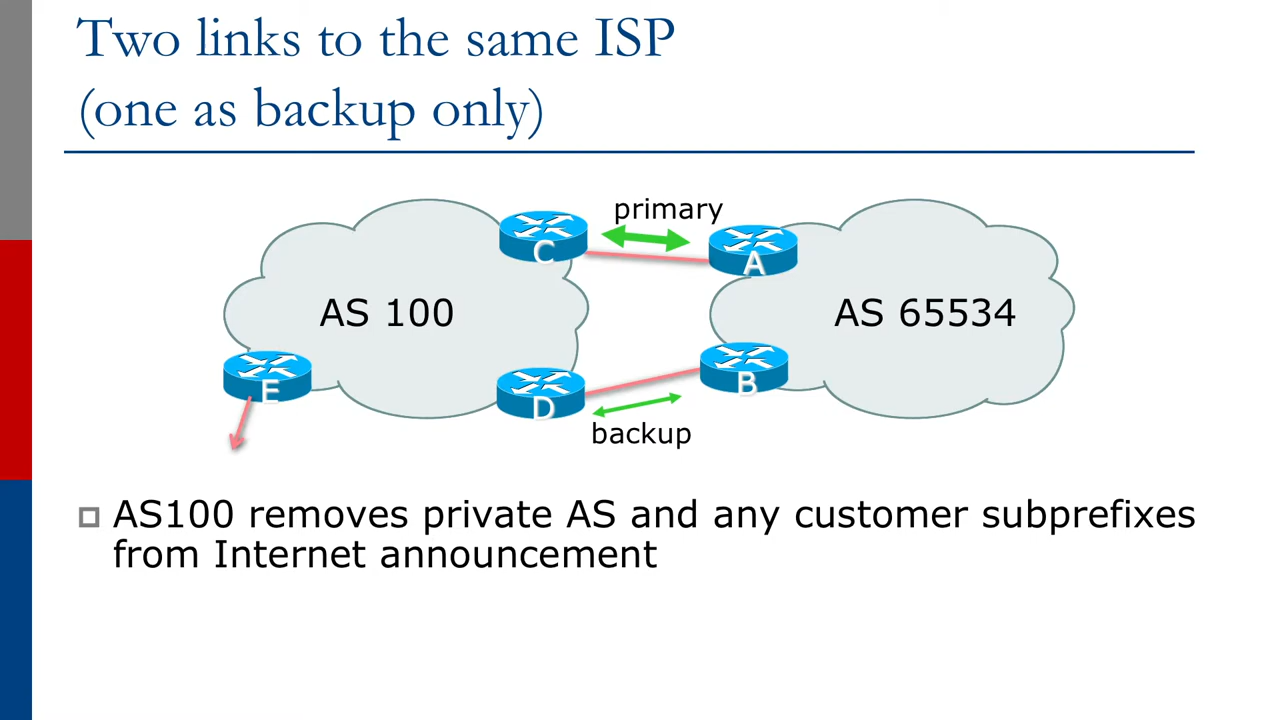 Two links to the same ISP
(one as backup only)
primary
C
A
AS 100
AS 65534
E
D
B
backup
AS100 removes private AS and any customer subprefixes
from Internet announcement